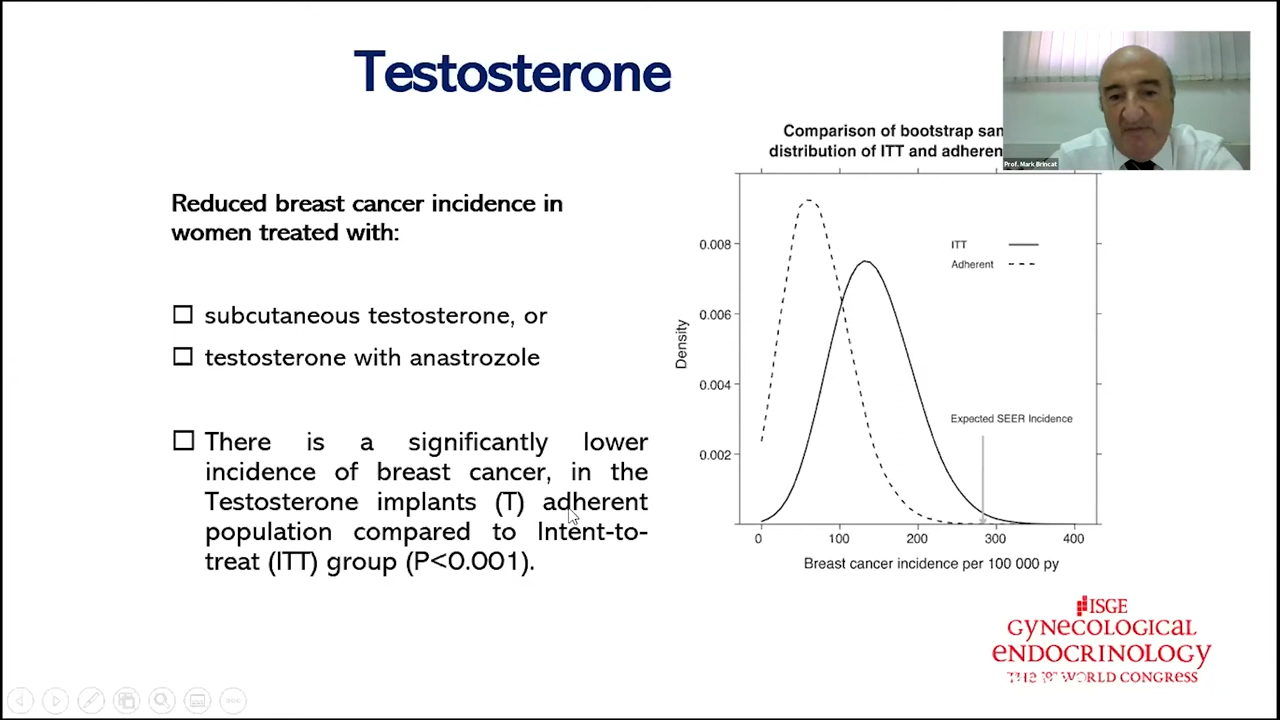 Testosterone
Reduced breast cancer incidence in
women treated with:
subcutaneous testosterone, or
testosterone with anastrozole
There is a significantly lower
incidence of breast cancer, in the
Testosterone implants (T) adherent
population compared to Intent-to-
treat (ITT) group (P<0.001).
Comparison of bootstrap
distribution of ITT and
Prof. Mark Brincat
ITT
Adherent
Expected SEER Incidence
Density
0.008
0.006
0.004
0.002
0
100
200
300
400
Breast cancer incidence per 100 000 py
ISGE
GYNECOLOGICAL
ENDOCRINOLOGY
WORLD CONGRESS